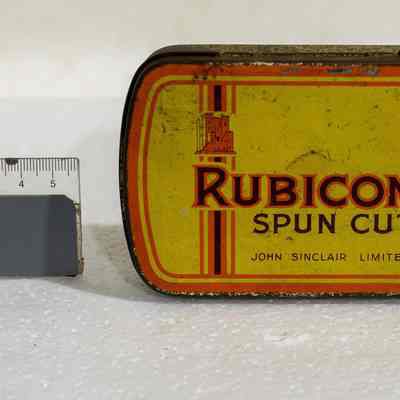 4 5
RUBICON
SPUN CUT
JOHN SINCLAIR LIMITE